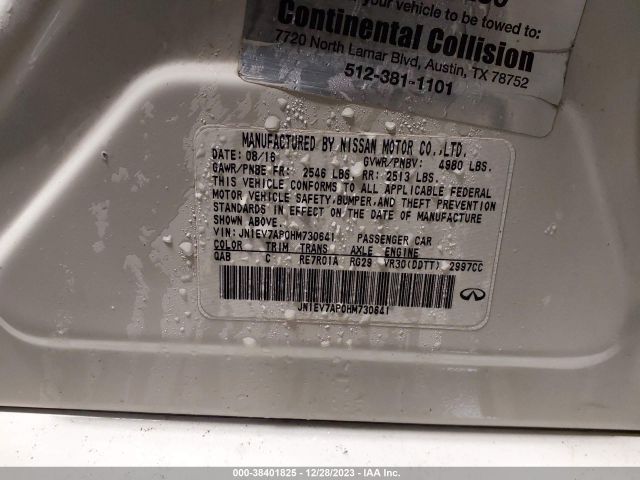 your vehicle to be towed to:
Continental Collision
7720 North Lamar Blvd, Austin, TX 78752
512-381-1101
MANUFACTURED BY NISSAN MOTOR CO.,LTD.
DATE: 08/16 GVWR/PNBV: 4980 LBS.
GAWR/PNBE FR: 2546 LBS, RR: 2513 LBS.
THIS VEHICLE CONFORMS TO ALL APPLICABLE FEDERAL
MOTOR VEHICLE SAFETY,BUMPER,AND THEFT PREVENTION
STANDARDS IN EFFECT ON THE DATE OF MANUFACTURE
SHOWN ABOVE.
VIN: JN1EV7AP0HM730641 PASSENGER CAR
COLOR TRIM TRANS AXLE ENGINE
QAB C RE7R01A RG29 VR30(DDTT) 2997CC
JN1EV7AP0HM730641
000-38401825 - 12/28/2023 - IAA Inc.